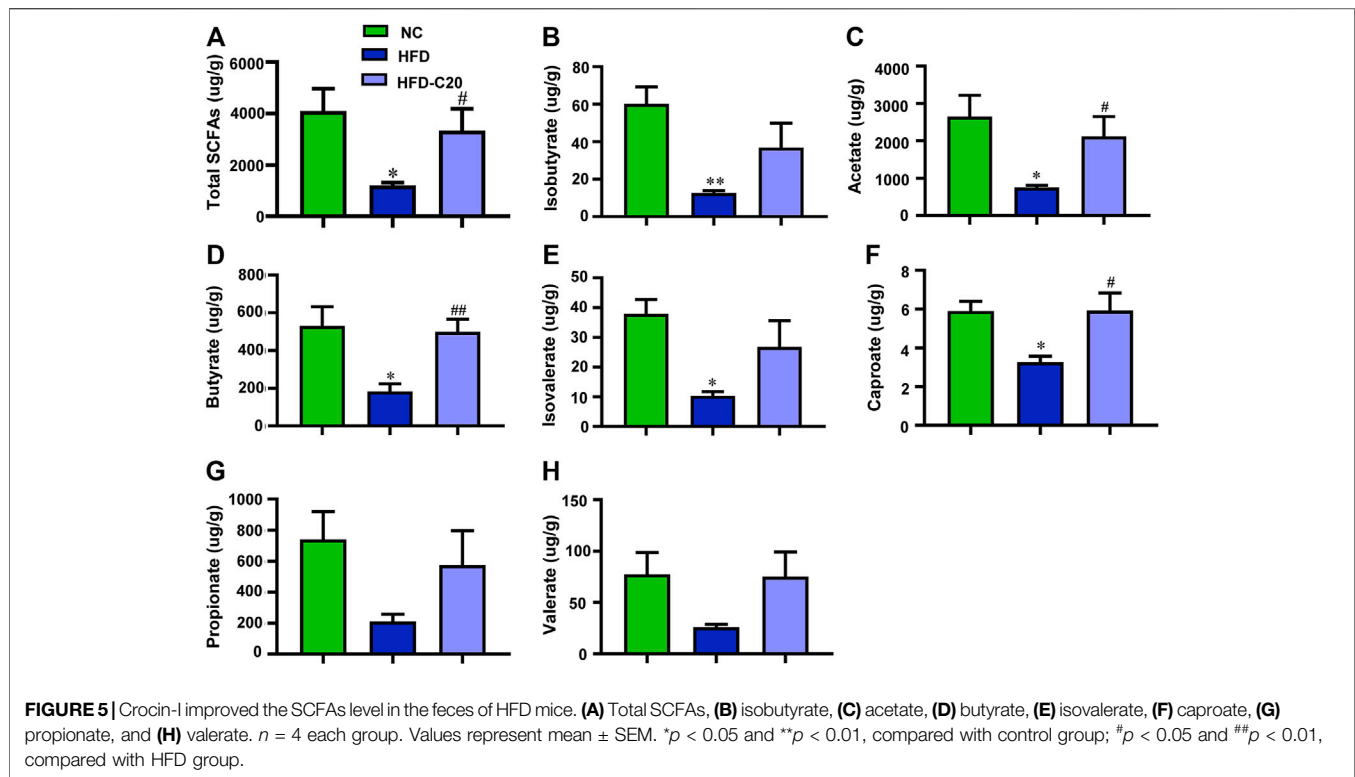 A
NC
HFD
HFD-C20
Total SCFAs (ug/g)
6000
4000
2000
0
*
#
B
Isobutyrate (ug/g)
80
60
40
20
0
**
C
Acetate (ug/g)
4000
3000
2000
1000
0
*
#
D
Butyrate (ug/g)
800
600
400
200
0
*
##
E
Isovalerate (ug/g)
50
40
30
20
10
0
*
F
Caproate (ug/g)
8
6
4
2
0
*
#
G
Propionate (ug/g)
1000
800
600
400
200
0
H
Valerate (ug/g)
150
100
50
0
FIGURE 5 | Crocin-I improved the SCFAs level in the feces of HFD mice. (A) Total SCFAs, (B) isobutyrate, (C) acetate, (D) butyrate, (E) isovalerate, (F) caproate, (G)
propionate, and (H) valerate. n = 4 each group. Values represent mean ± SEM. *p < 0.05 and **p < 0.01, compared with control group; #p < 0.05 and ##p < 0.01,
compared with HFD group.